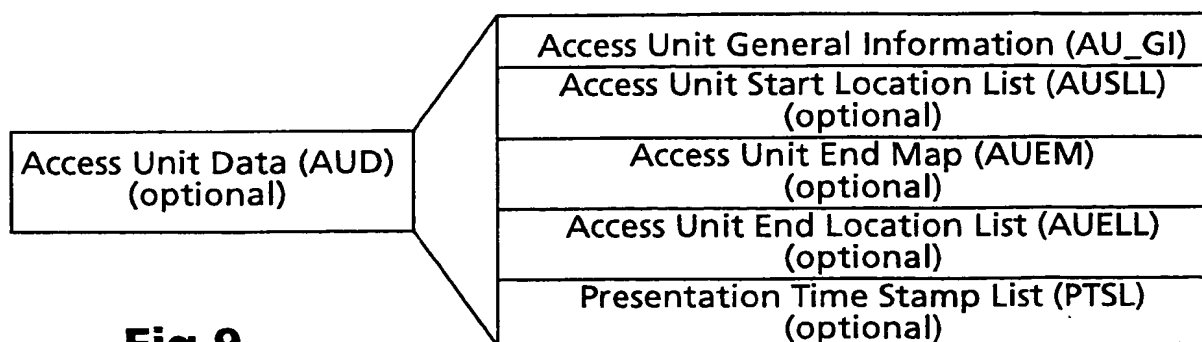 Access Unit Data (AUD)
(optional)
Access Unit General Information (AU_GI)
Access Unit Start Location List (AUSLL)
(optional)
Access Unit End Map (AUEM)
(optional)
Access Unit End Location List (AUELL)
(optional)
Presentation Time Stamp List (PTSL)
(optional)
Fig 9